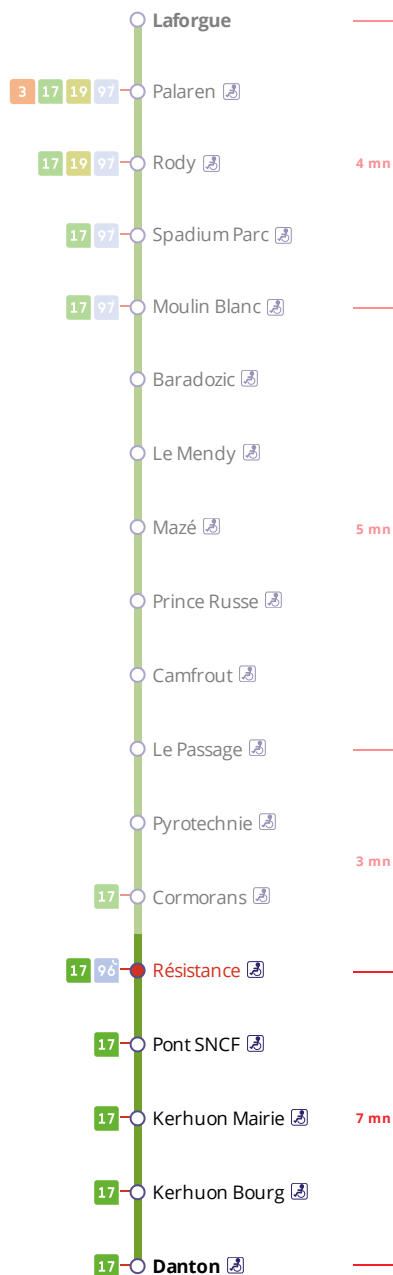 Laforgue
3 17 19 97 Palaren
17 19 97 Rody 4 mn
17 97 Spadium Parc
17 97 Moulin Blanc
Baradozic
Le Mendy
Mazé 5 mn
Prince Russe
Camfrout
Le Passage
Pyrotechnie
3 mn
17 Cormorans
17 96 Résistance
17 Pont SNCF
17 Kerhuon Mairie 7 mn
17 Kerhuon Bourg
17 Danton